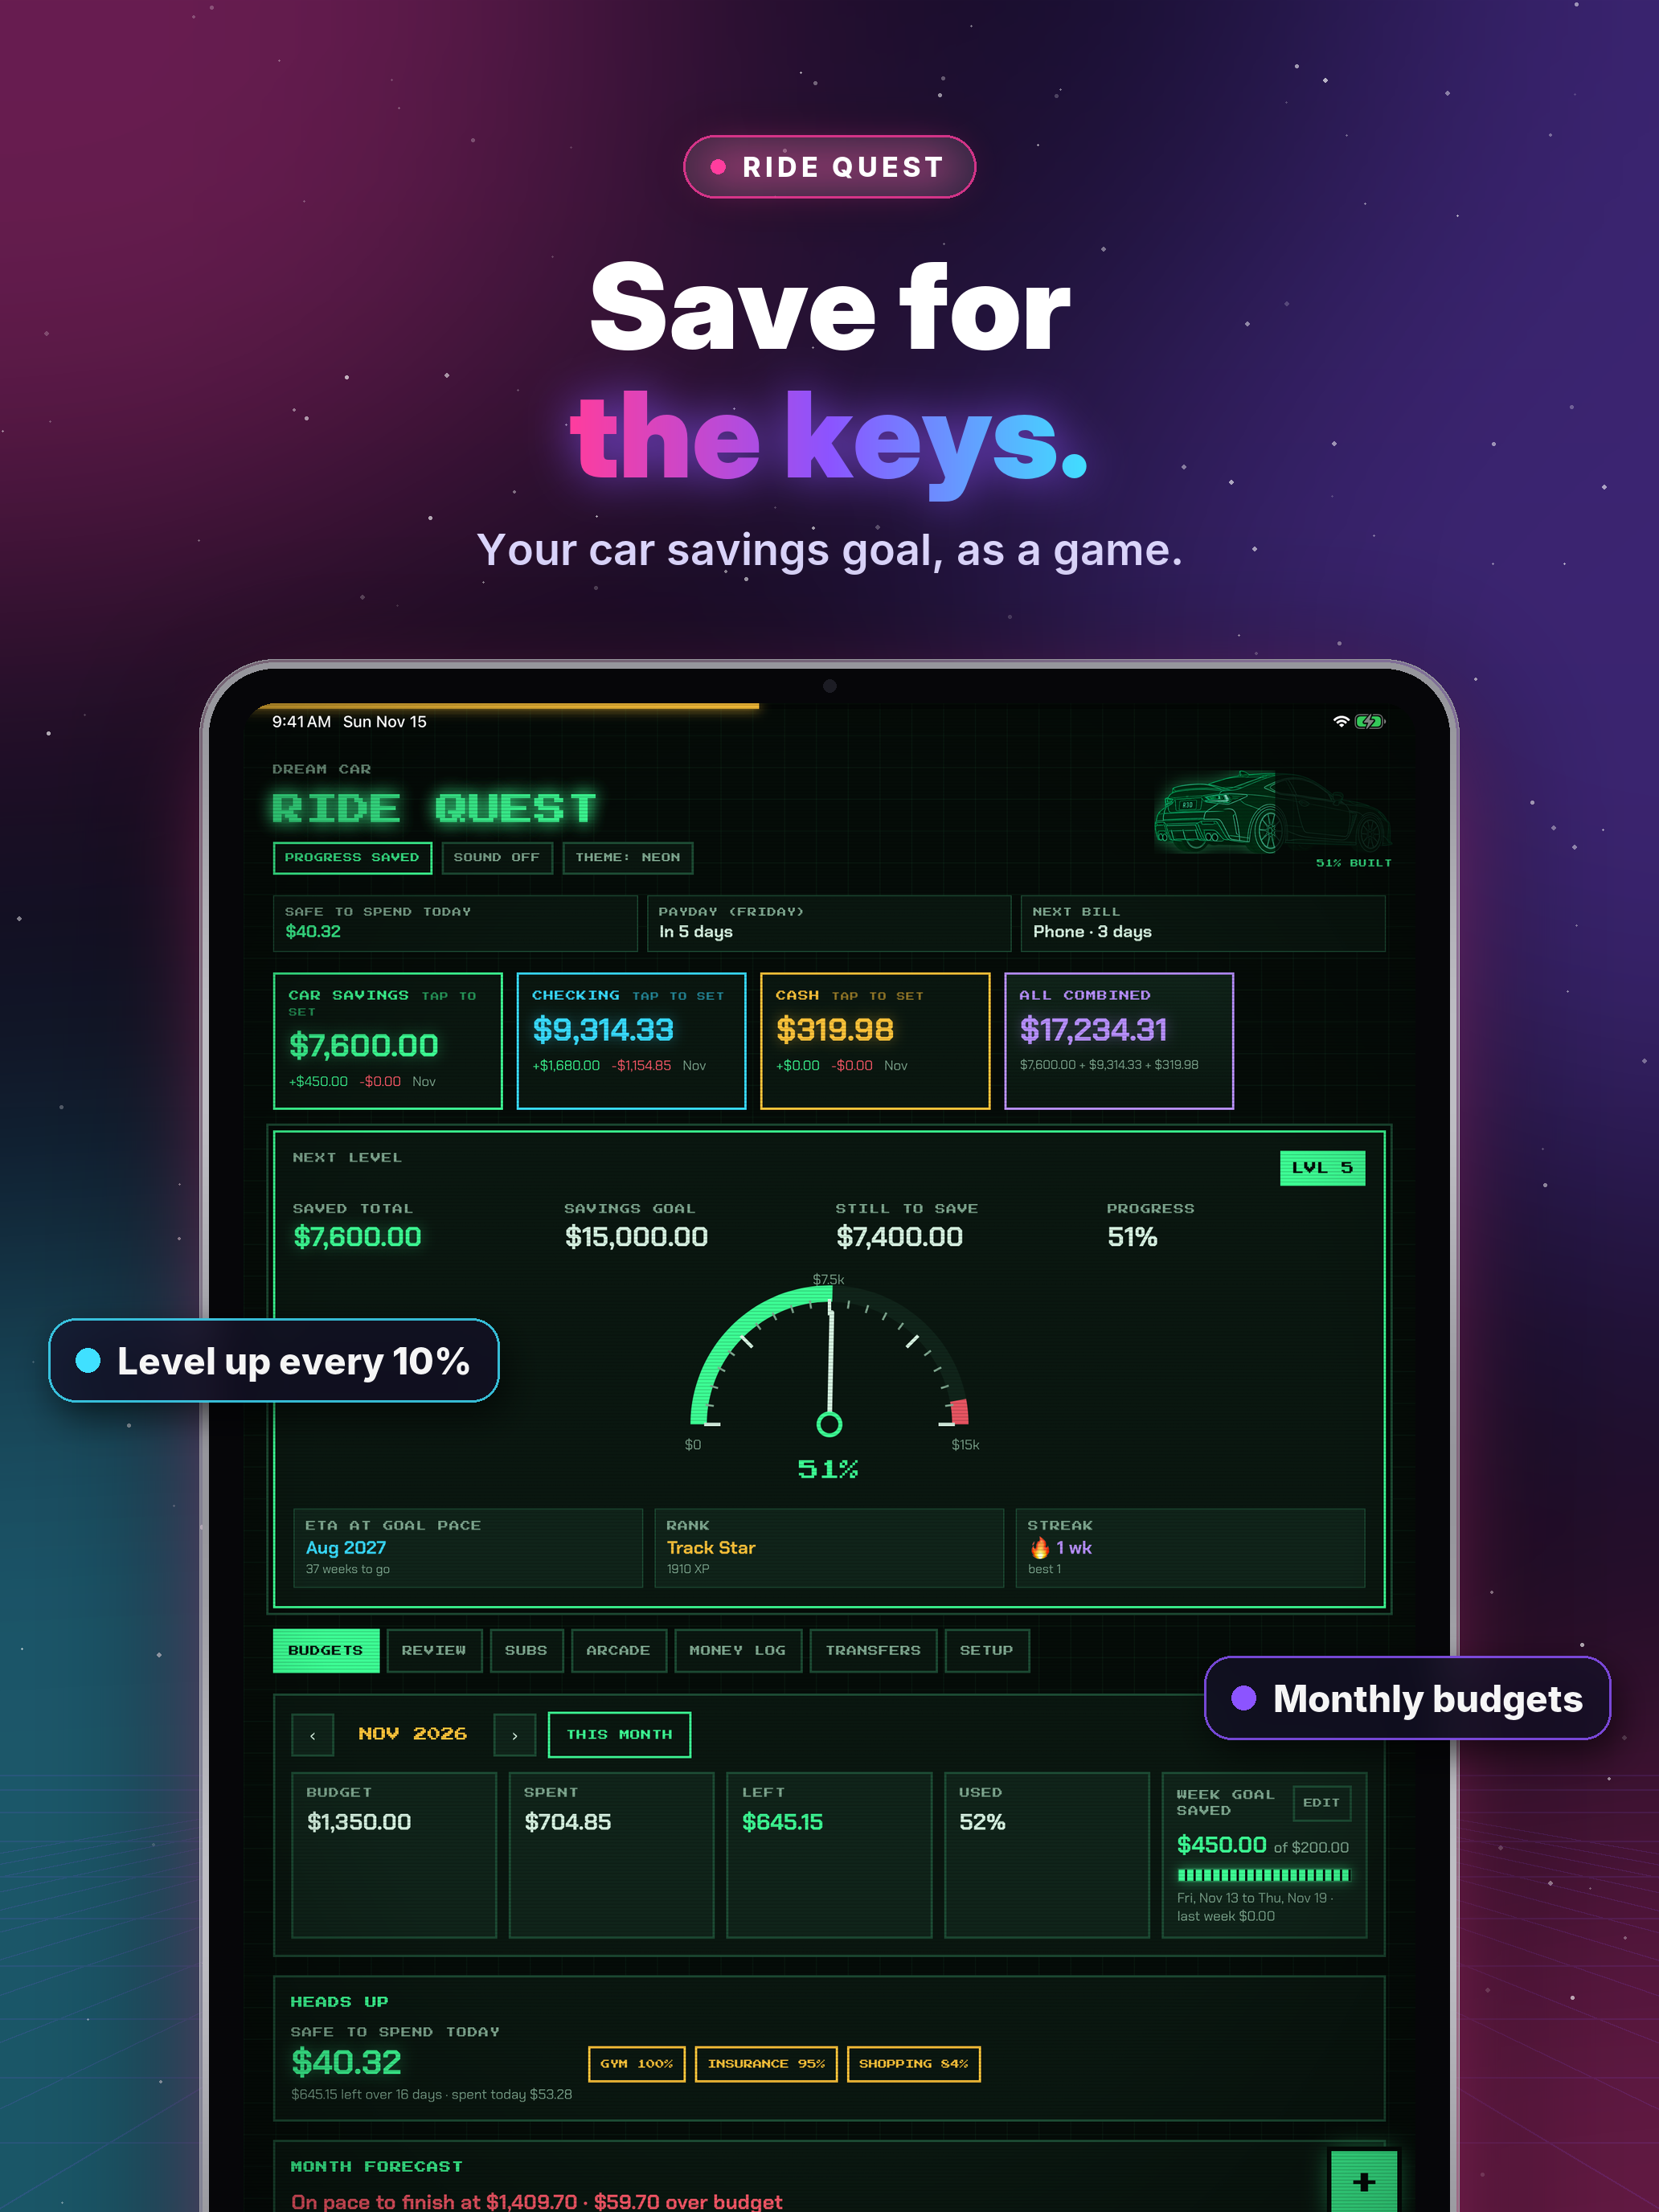 RIDE QUEST
Save for
the keys.
Your car savings goal, as a game.
9:41 AM Sun Nov 15
DREAM CAR
RIDE QUEST
PROGRESS SAVED SOUND OFF THEME: NEON
51% BUILT
SAFE TO SPEND TODAY
$40.32
PAYDAY (FRIDAY)
In 5 days
NEXT BILL
Phone · 3 days
CAR SAVINGS TAP TO
SET
$7,600.00
+$450.00 -$0.00 Nov
CHECKING TAP TO SET
$9,314.33
+$1,680.00 -$1,154.85 Nov
CASH TAP TO SET
$319.98
+$0.00 -$0.00 Nov
ALL COMBINED
$17,234.31
$7,600.00 + $9,314.33 + $319.98
NEXT LEVEL
LVL 5
SAVED TOTAL
$7,600.00
SAVINGS GOAL
$15,000.00
STILL TO SAVE
$7,400.00
PROGRESS
51%
$7.5k
$0
$15k
51%
Level up every 10%
ETA AT GOAL PACE
Aug 2027
37 weeks to go
RANK
Track Star
1910 XP
STREAK
🔥 1 wk
best 1
BUDGETS REVIEW SUBS ARCADE MONEY LOG TRANSFERS SETUP
Monthly budgets
‹ NOV 2026 › THIS MONTH
BUDGET
$1,350.00
SPENT
$704.85
LEFT
$645.15
USED
52%
WEEK GOAL
SAVED
EDIT
$450.00 of $200.00
Fri, Nov 13 to Thu, Nov 19 ·
last week $0.00
HEADS UP
SAFE TO SPEND TODAY
$40.32
$645.15 left over 16 days · spent today $53.28
GYM 100% INSURANCE 95% SHOPPING 84%
MONTH FORECAST
On pace to finish at $1,409.70 · $59.70 over budget
+